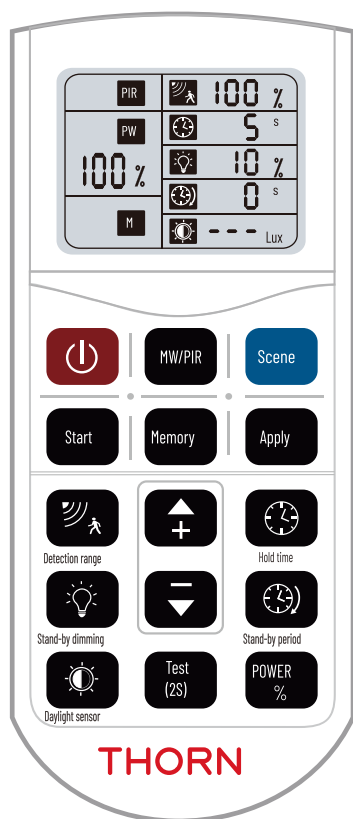 PIR
100 %
PW
5 s
100 %
10 %
0 s
M
--- Lux
MW/PIR
Scene
Start
Memory
Apply
+
Detection range
Hold time
−
Stand-by dimming
Stand-by period
Test
(2S)
POWER
%
Daylight sensor
THORN